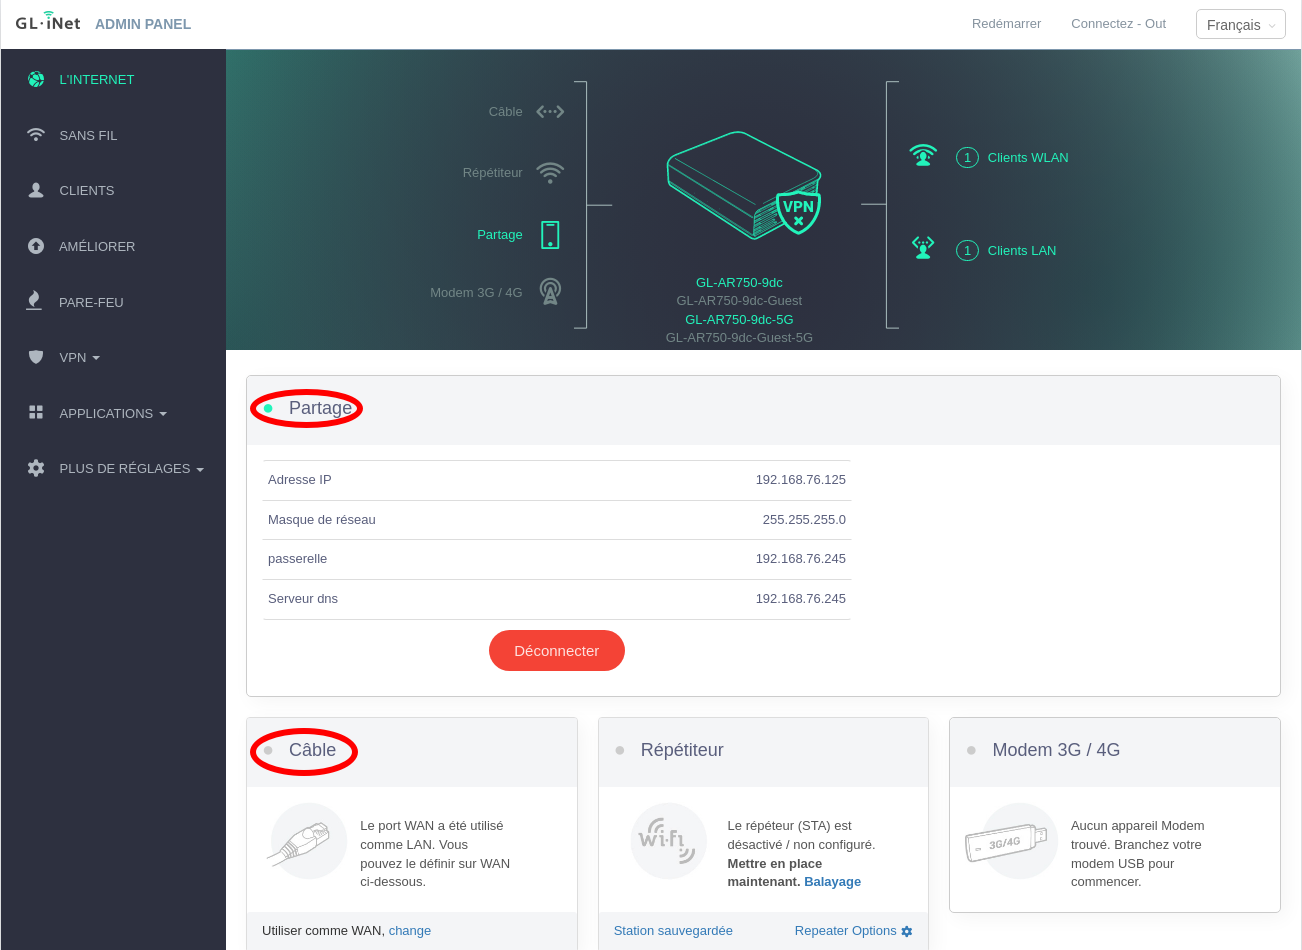 GL·iNet ADMIN PANEL
Redémarrer
Connectez - Out
Français
L'INTERNET
SANS FIL
CLIENTS
AMÉLIORER
PARE-FEU
VPN
APPLICATIONS
PLUS DE RÉGLAGES
Câble
Répétiteur
Partage
Modem 3G / 4G
VPN
GL-AR750-9dc
GL-AR750-9dc-Guest
GL-AR750-9dc-5G
GL-AR750-9dc-Guest-5G
1 Clients WLAN
1 Clients LAN
Partage
Adresse IP 192.168.76.125
Masque de réseau 255.255.255.0
passerelle 192.168.76.245
Serveur dns 192.168.76.245
Déconnecter
Câble
Le port WAN a été utilisé
comme LAN. Vous
pouvez le définir sur WAN
ci-dessous.
Utiliser comme WAN, change
Répétiteur
wi.fi
Le répéteur (STA) est
désactivé / non configuré.
Mettre en place
maintenant. Balayage
Station sauvegardée
Repeater Options
Modem 3G / 4G
3G/4G
Aucun appareil Modem
trouvé. Branchez votre
modem USB pour
commencer.